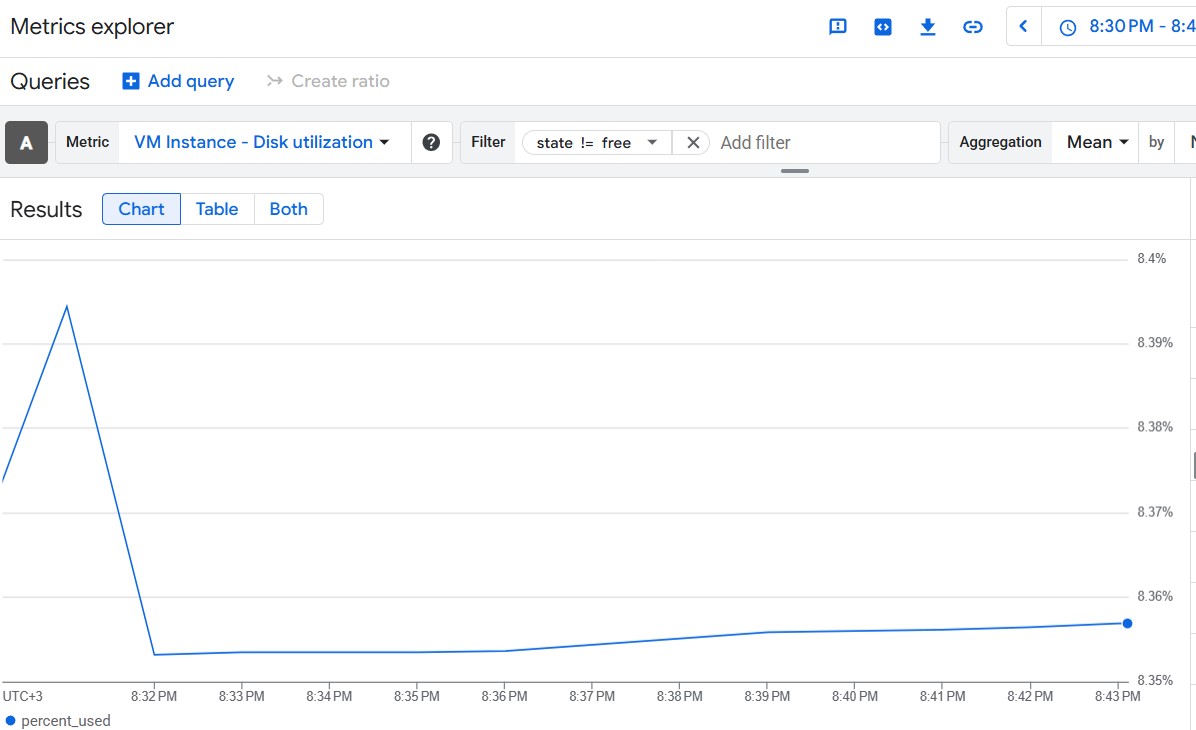 Metrics explorer
8:30 PM - 8:4
Queries Add query Create ratio
A Metric VM Instance - Disk utilization Filter state != free Add filter Aggregation Mean by
Results Chart Table Both
8.4%
8.39%
8.38%
8.37%
8.36%
8.35%
UTC+3 8:32 PM 8:33 PM 8:34 PM 8:35 PM 8:36 PM 8:37 PM 8:38 PM 8:39 PM 8:40 PM 8:41 PM 8:42 PM 8:43 PM
percent_used